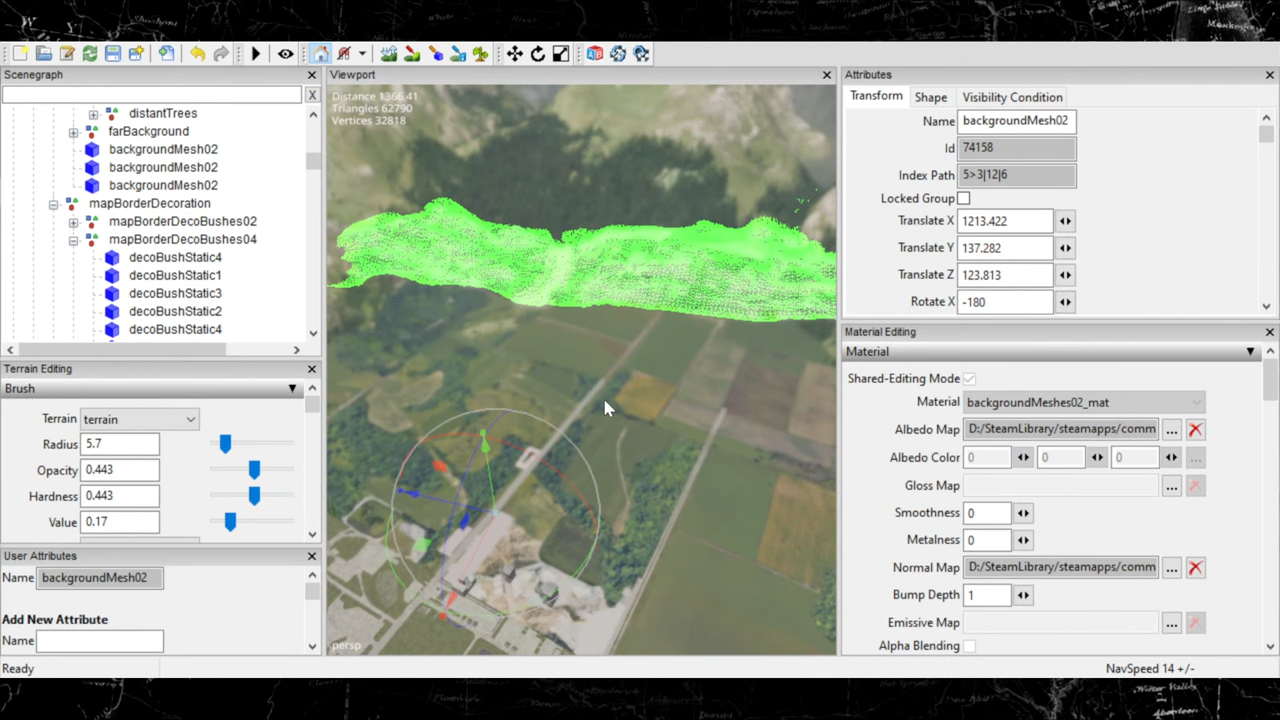 Scenegraph
X
distantTrees
farBackground
backgroundMesh02
backgroundMesh02
backgroundMesh02
mapBorderDecoration
mapBorderDecoBushes02
mapBorderDecoBushes04
decoBushStatic4
decoBushStatic1
decoBushStatic3
decoBushStatic2
decoBushStatic4
Terrain Editing
Brush
Terrain terrain
Radius 5.7
Opacity 0.443
Hardness 0.443
Value 0.17
User Attributes
Name backgroundMesh02
Add New Attribute
Name
Ready
Viewport
Distance 1366.41
Triangles 62790
Vertices 32818
persp
Attributes
Transform Shape Visibility Condition
Name backgroundMesh02
Id 74158
Index Path 5>3|12|6
Locked Group
Translate X 1213.422
Translate Y 137.282
Translate Z 123.813
Rotate X -180
Material Editing
Material
Shared-Editing Mode
Material backgroundMeshes02_mat
Albedo Map D:/SteamLibrary/steamapps/comm ...
Albedo Color 0 0 0 ...
Gloss Map ...
Smoothness 0
Metalness 0
Normal Map D:/SteamLibrary/steamapps/comm ...
Bump Depth 1
Emissive Map ...
Alpha Blending
NavSpeed 14 +/-